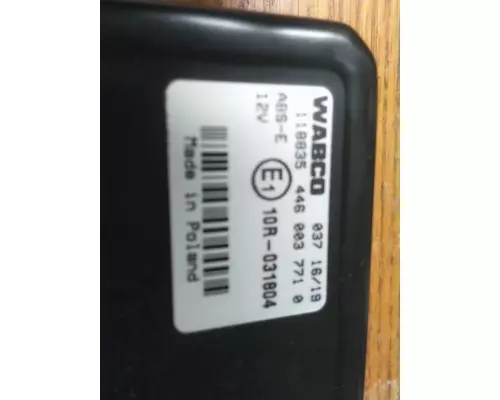 WABCO 037 16/19
118835 446 003 771 0
ABS-E
12V
E1 10R-031804
Made in Poland